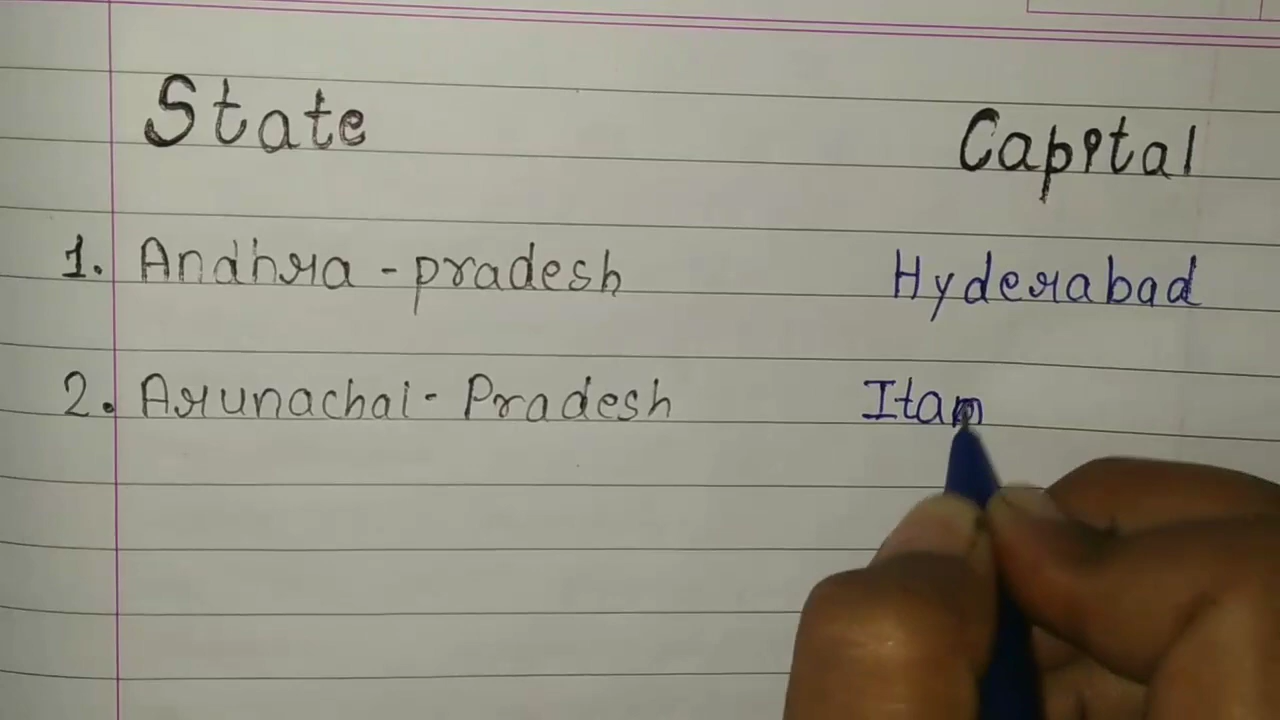 State Capital
1. Andhra - pradesh Hyderabad
2. Arunachal - Pradesh Itan